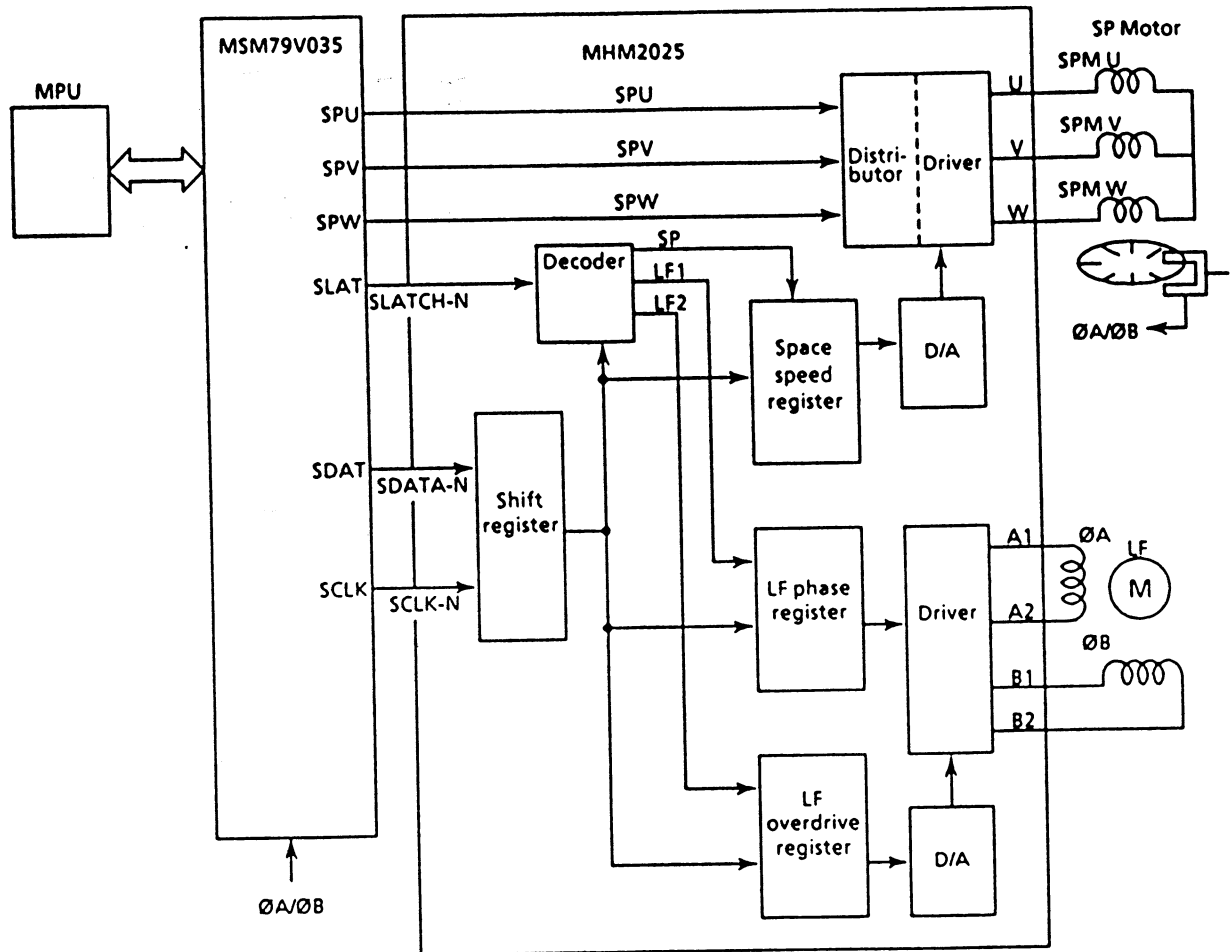 SP Motor
MSM79V035
MHM2025
MPU
SPU
SPU
U
SPM U
SPV
SPV
V
SPM V
Distri-
butor
Driver
SPW
SPW
W
SPM W
SLAT
SLATCH-N
Decoder
SP
LF1
LF2
ØA/ØB
Space
speed
register
D/A
SDAT
SDATA-N
Shift
register
SCLK
SCLK-N
LF phase
register
Driver
A1
A2
B1
B2
ØA
ØB
LF
M
LF
overdrive
register
D/A
ØA/ØB